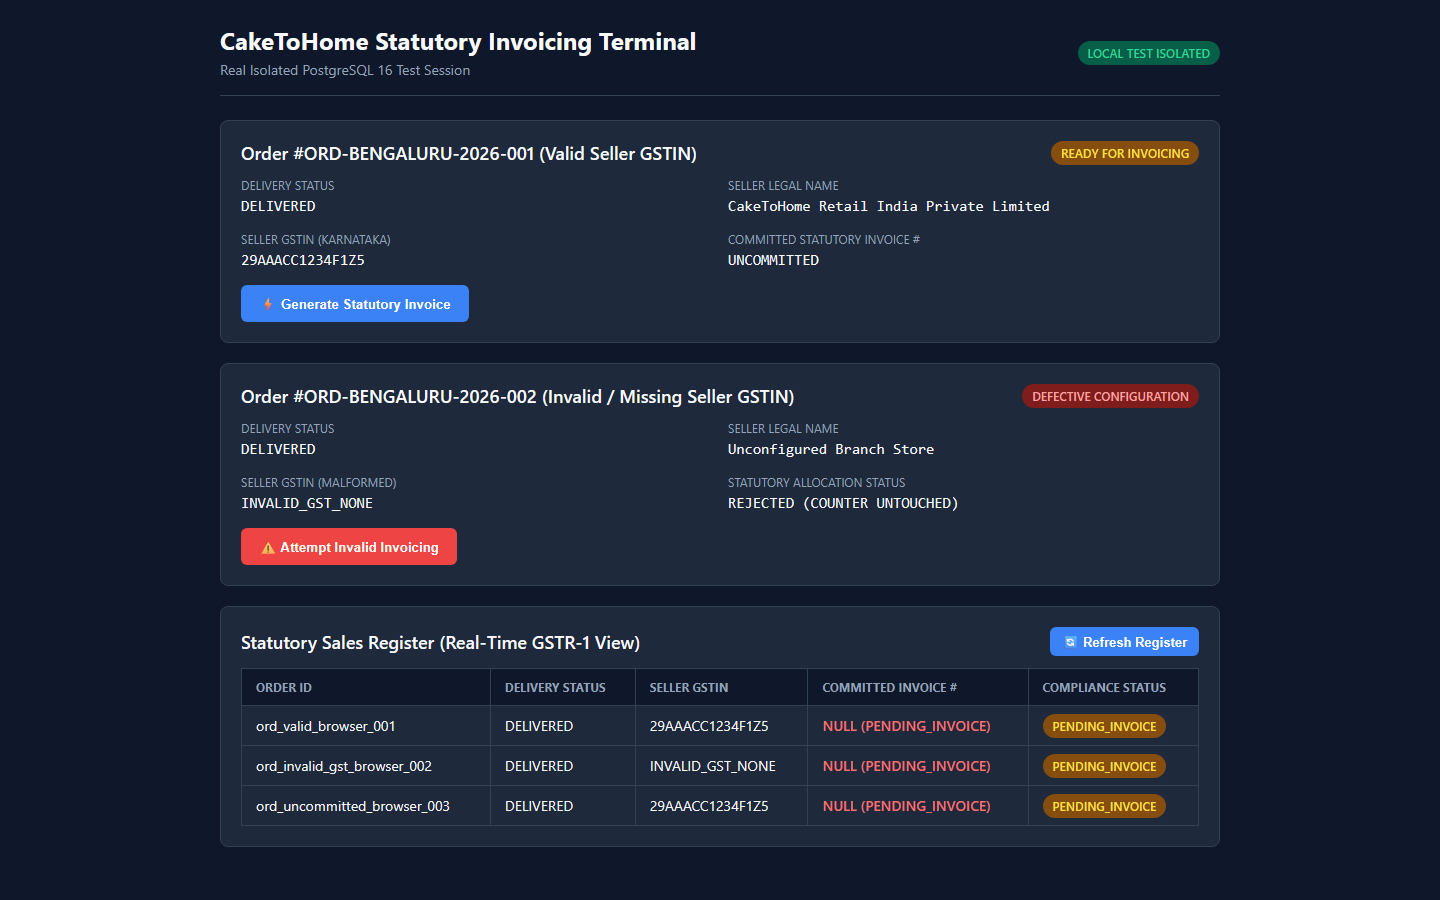 CakeToHome Statutory Invoicing Terminal
Real Isolated PostgreSQL 16 Test Session
LOCAL TEST ISOLATED
Order #ORD-BENGALURU-2026-001 (Valid Seller GSTIN)
READY FOR INVOICING
DELIVERY STATUS
DELIVERED
SELLER LEGAL NAME
CakeToHome Retail India Private Limited
SELLER GSTIN (KARNATAKA)
29AAACC1234F1Z5
COMMITTED STATUTORY INVOICE #
UNCOMMITTED
Generate Statutory Invoice
Order #ORD-BENGALURU-2026-002 (Invalid / Missing Seller GSTIN)
DEFECTIVE CONFIGURATION
DELIVERY STATUS
DELIVERED
SELLER LEGAL NAME
Unconfigured Branch Store
SELLER GSTIN (MALFORMED)
INVALID_GST_NONE
STATUTORY ALLOCATION STATUS
REJECTED (COUNTER UNTOUCHED)
Attempt Invalid Invoicing
Statutory Sales Register (Real-Time GSTR-1 View)
Refresh Register
ORDER ID DELIVERY STATUS SELLER GSTIN COMMITTED INVOICE # COMPLIANCE STATUS
ord_valid_browser_001 DELIVERED 29AAACC1234F1Z5 NULL (PENDING_INVOICE) PENDING_INVOICE
ord_invalid_gst_browser_002 DELIVERED INVALID_GST_NONE NULL (PENDING_INVOICE) PENDING_INVOICE
ord_uncommitted_browser_003 DELIVERED 29AAACC1234F1Z5 NULL (PENDING_INVOICE) PENDING_INVOICE